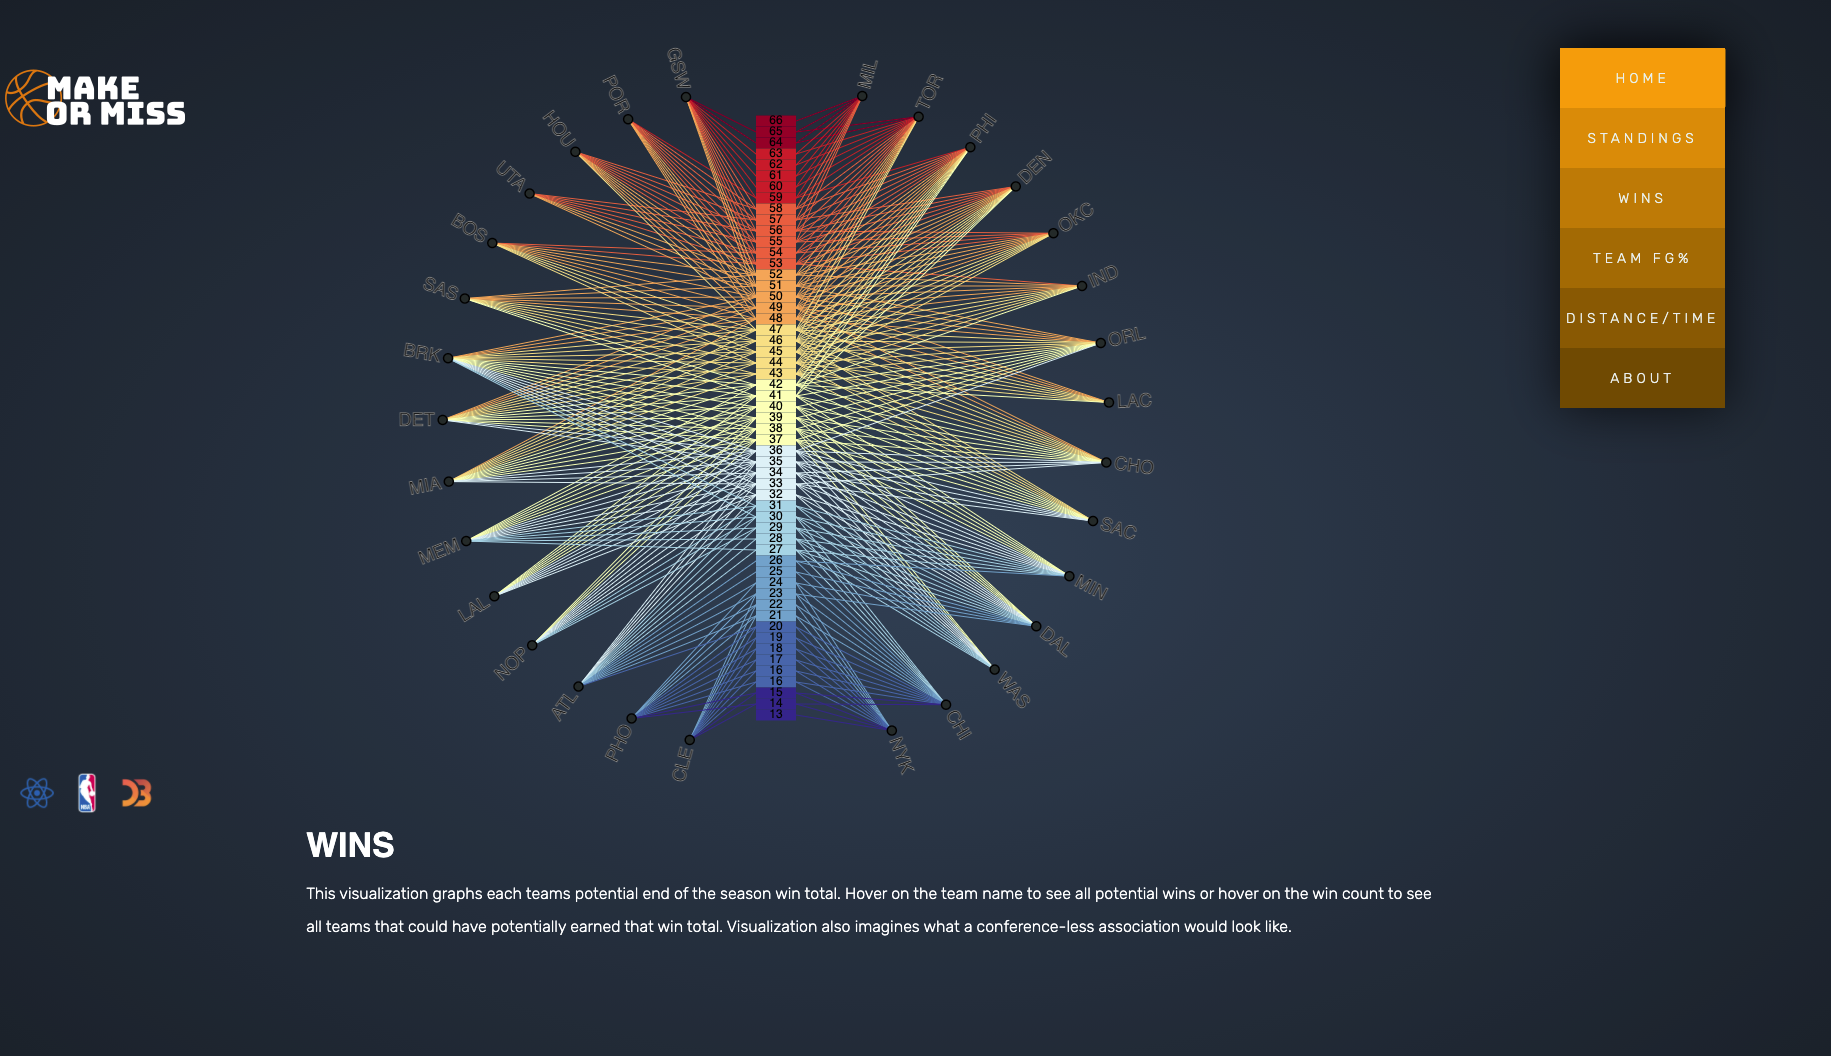 MAKE
OR MISS
HOME
STANDINGS
WINS
TEAM FG%
DISTANCE/TIME
ABOUT
GSW
POR
HOU
UTA
BOS
SAS
BRK
DET
MIA
MEM
LAL
NOP
ATL
PHO
CLE
MIL
TOR
PHI
DEN
OKC
IND
ORL
LAC
CHO
SAC
MIN
DAL
WAS
CHI
NYK
66
65
64
63
62
61
60
59
58
57
56
55
54
53
52
51
50
49
48
47
46
45
44
43
42
41
40
39
38
37
36
35
34
33
32
31
30
29
28
27
26
25
24
23
22
21
20
19
18
17
16
16
15
14
13
WINS
This visualization graphs each teams potential end of the season win total. Hover on the team name to see all potential wins or hover on the win count to see
all teams that could have potentially earned that win total. Visualization also imagines what a conference-less association would look like.